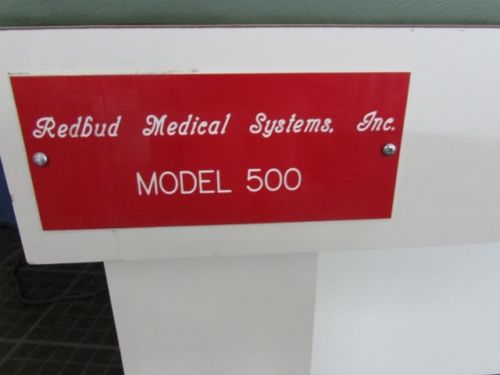 Redbud Medical Systems, Inc.
MODEL 500